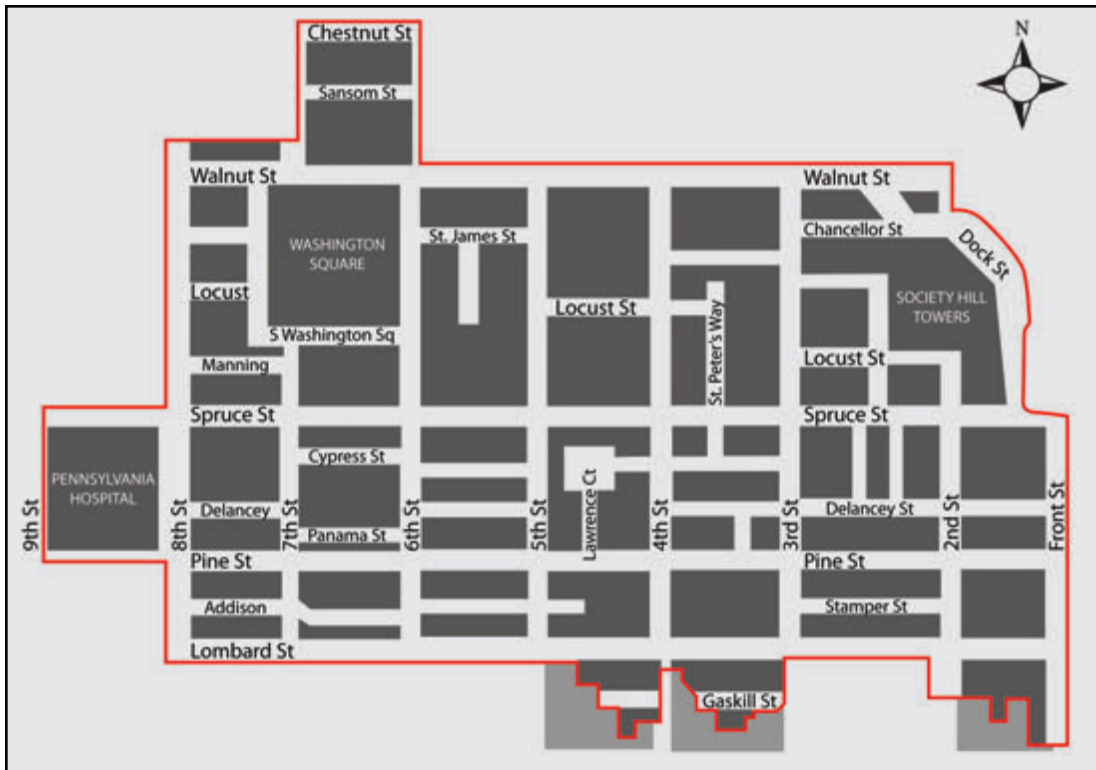 N
Chestnut St
Sansom St
Walnut St
Walnut St
Chancellor St
Dock St
St. James St
WASHINGTON
SQUARE
Locust
SOCIETY HILL
TOWERS
Locust St
S Washington Sq
St. Peter's Way
Manning
Locust St
Spruce St
Spruce St
Cypress St
PENNSYLVANIA
HOSPITAL
Delancey
Delancey St
Lawrence Ct
9th St
8th St
7th St
Panama St
6th St
5th St
4th St
3rd St
2nd St
Front St
Pine St
Pine St
Addison
Stamper St
Lombard St
Gaskill St